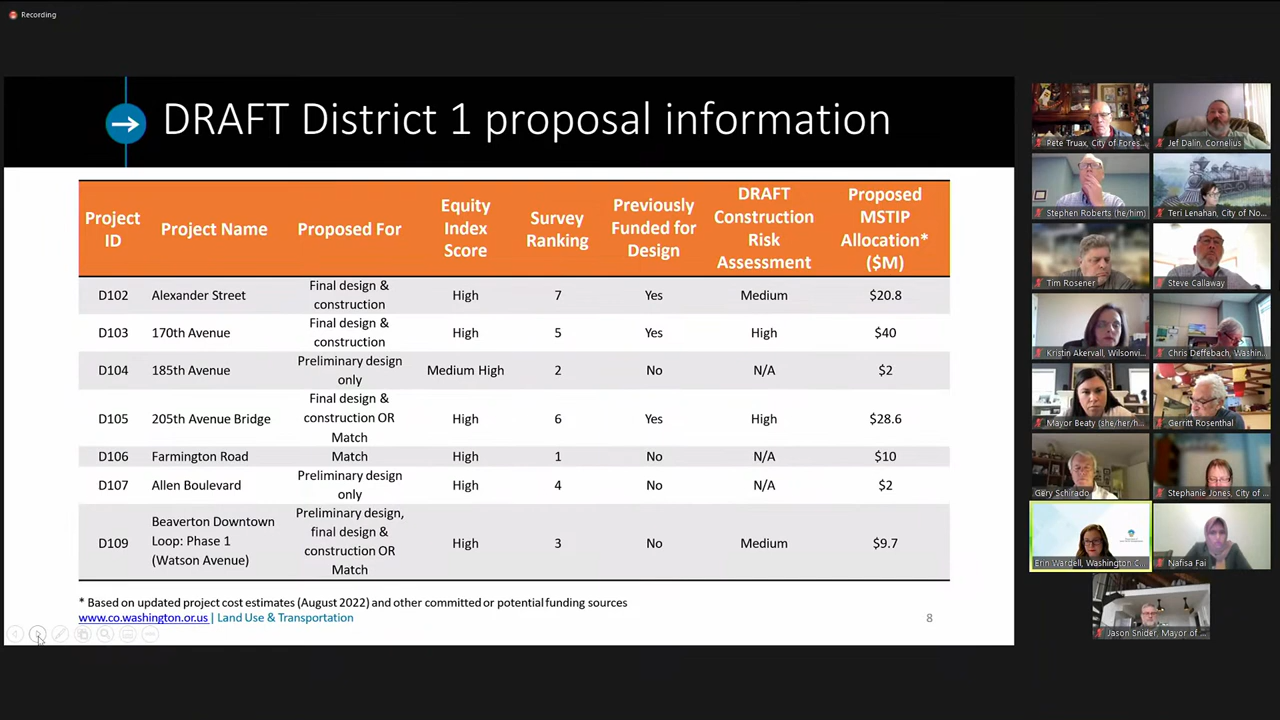 Recording
DRAFT District 1 proposal information
Project ID | Project Name | Proposed For | Equity Index Score | Survey Ranking | Previously Funded for Design | DRAFT Construction Risk Assessment | Proposed MSTIP Allocation* ($M)
D102 | Alexander Street | Final design & construction | High | 7 | Yes | Medium | $20.8
D103 | 170th Avenue | Final design & construction | High | 5 | Yes | High | $40
D104 | 185th Avenue | Preliminary design only | Medium High | 2 | No | N/A | $2
D105 | 205th Avenue Bridge | Final design & construction OR Match | High | 6 | Yes | High | $28.6
D106 | Farmington Road | Match | High | 1 | No | N/A | $10
D107 | Allen Boulevard | Preliminary design only | High | 4 | No | N/A | $2
D109 | Beaverton Downtown Loop: Phase 1 (Watson Avenue) | Preliminary design, final design & construction OR Match | High | 3 | No | Medium | $9.7
* Based on updated project cost estimates (August 2022) and other committed or potential funding sources
www.co.washington.or.us | Land Use & Transportation
8
Pete Truax, City of Fores...
Jef Dalin, Cornelius
Stephen Roberts (he/him)
Teri Lenahan, City of No...
Tim Rosener
Steve Callaway
Kristin Akervall, Wilsonvi...
Chris Deffebach, Washin...
Mayor Beaty (she/her/h...
Gerritt Rosenthal
Gery Schirado
Stephanie Jones, City of ...
Erin Wardell, Washington C...
Nafisa Fai
Jason Snider, Mayor of ...